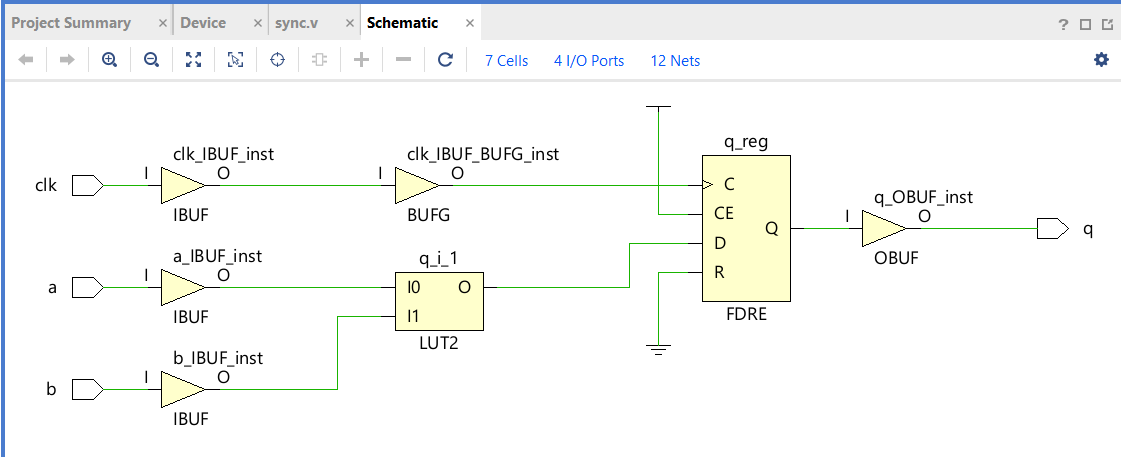 Project Summary × Device × sync.v × Schematic ×
?
7 Cells 4 I/O Ports 12 Nets
clk
I
clk_IBUF_inst
O
IBUF
I
clk_IBUF_BUFG_inst
O
BUFG
q_reg
C
CE
D
R
Q
FDRE
I
q_OBUF_inst
O
OBUF
q
a
I
a_IBUF_inst
O
IBUF
q_i_1
I0
I1
O
LUT2
b
I
b_IBUF_inst
O
IBUF